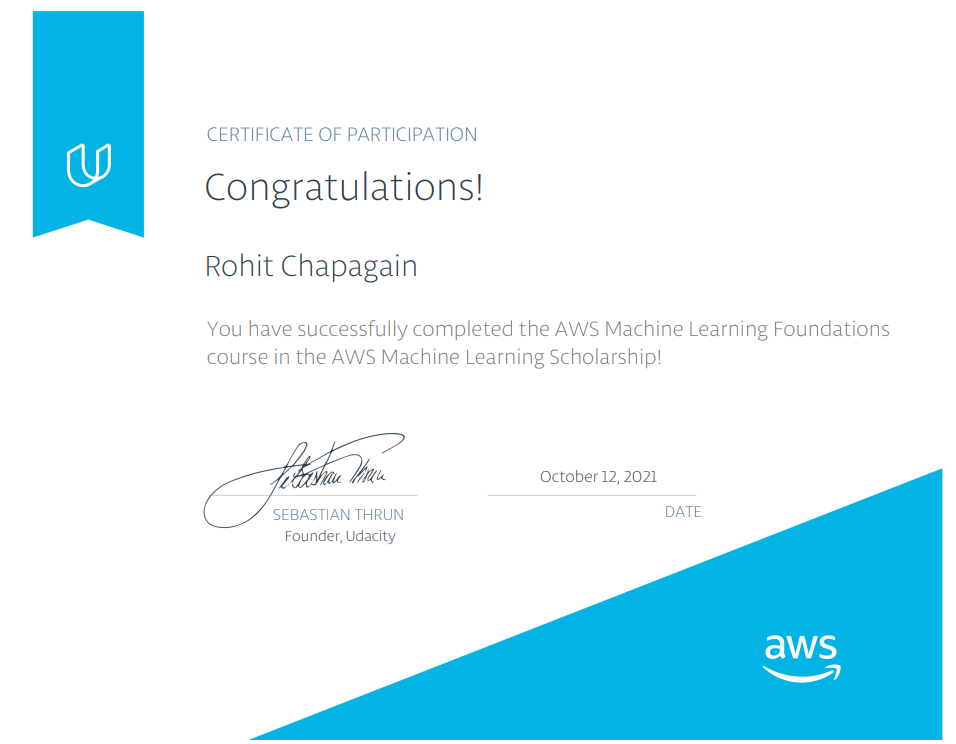 CERTIFICATE OF PARTICIPATION
Congratulations!
Rohit Chapagain
You have successfully completed the AWS Machine Learning Foundations
course in the AWS Machine Learning Scholarship!
Sebastian Thrun
SEBASTIAN THRUN
Founder, Udacity
October 12, 2021
DATE
aws